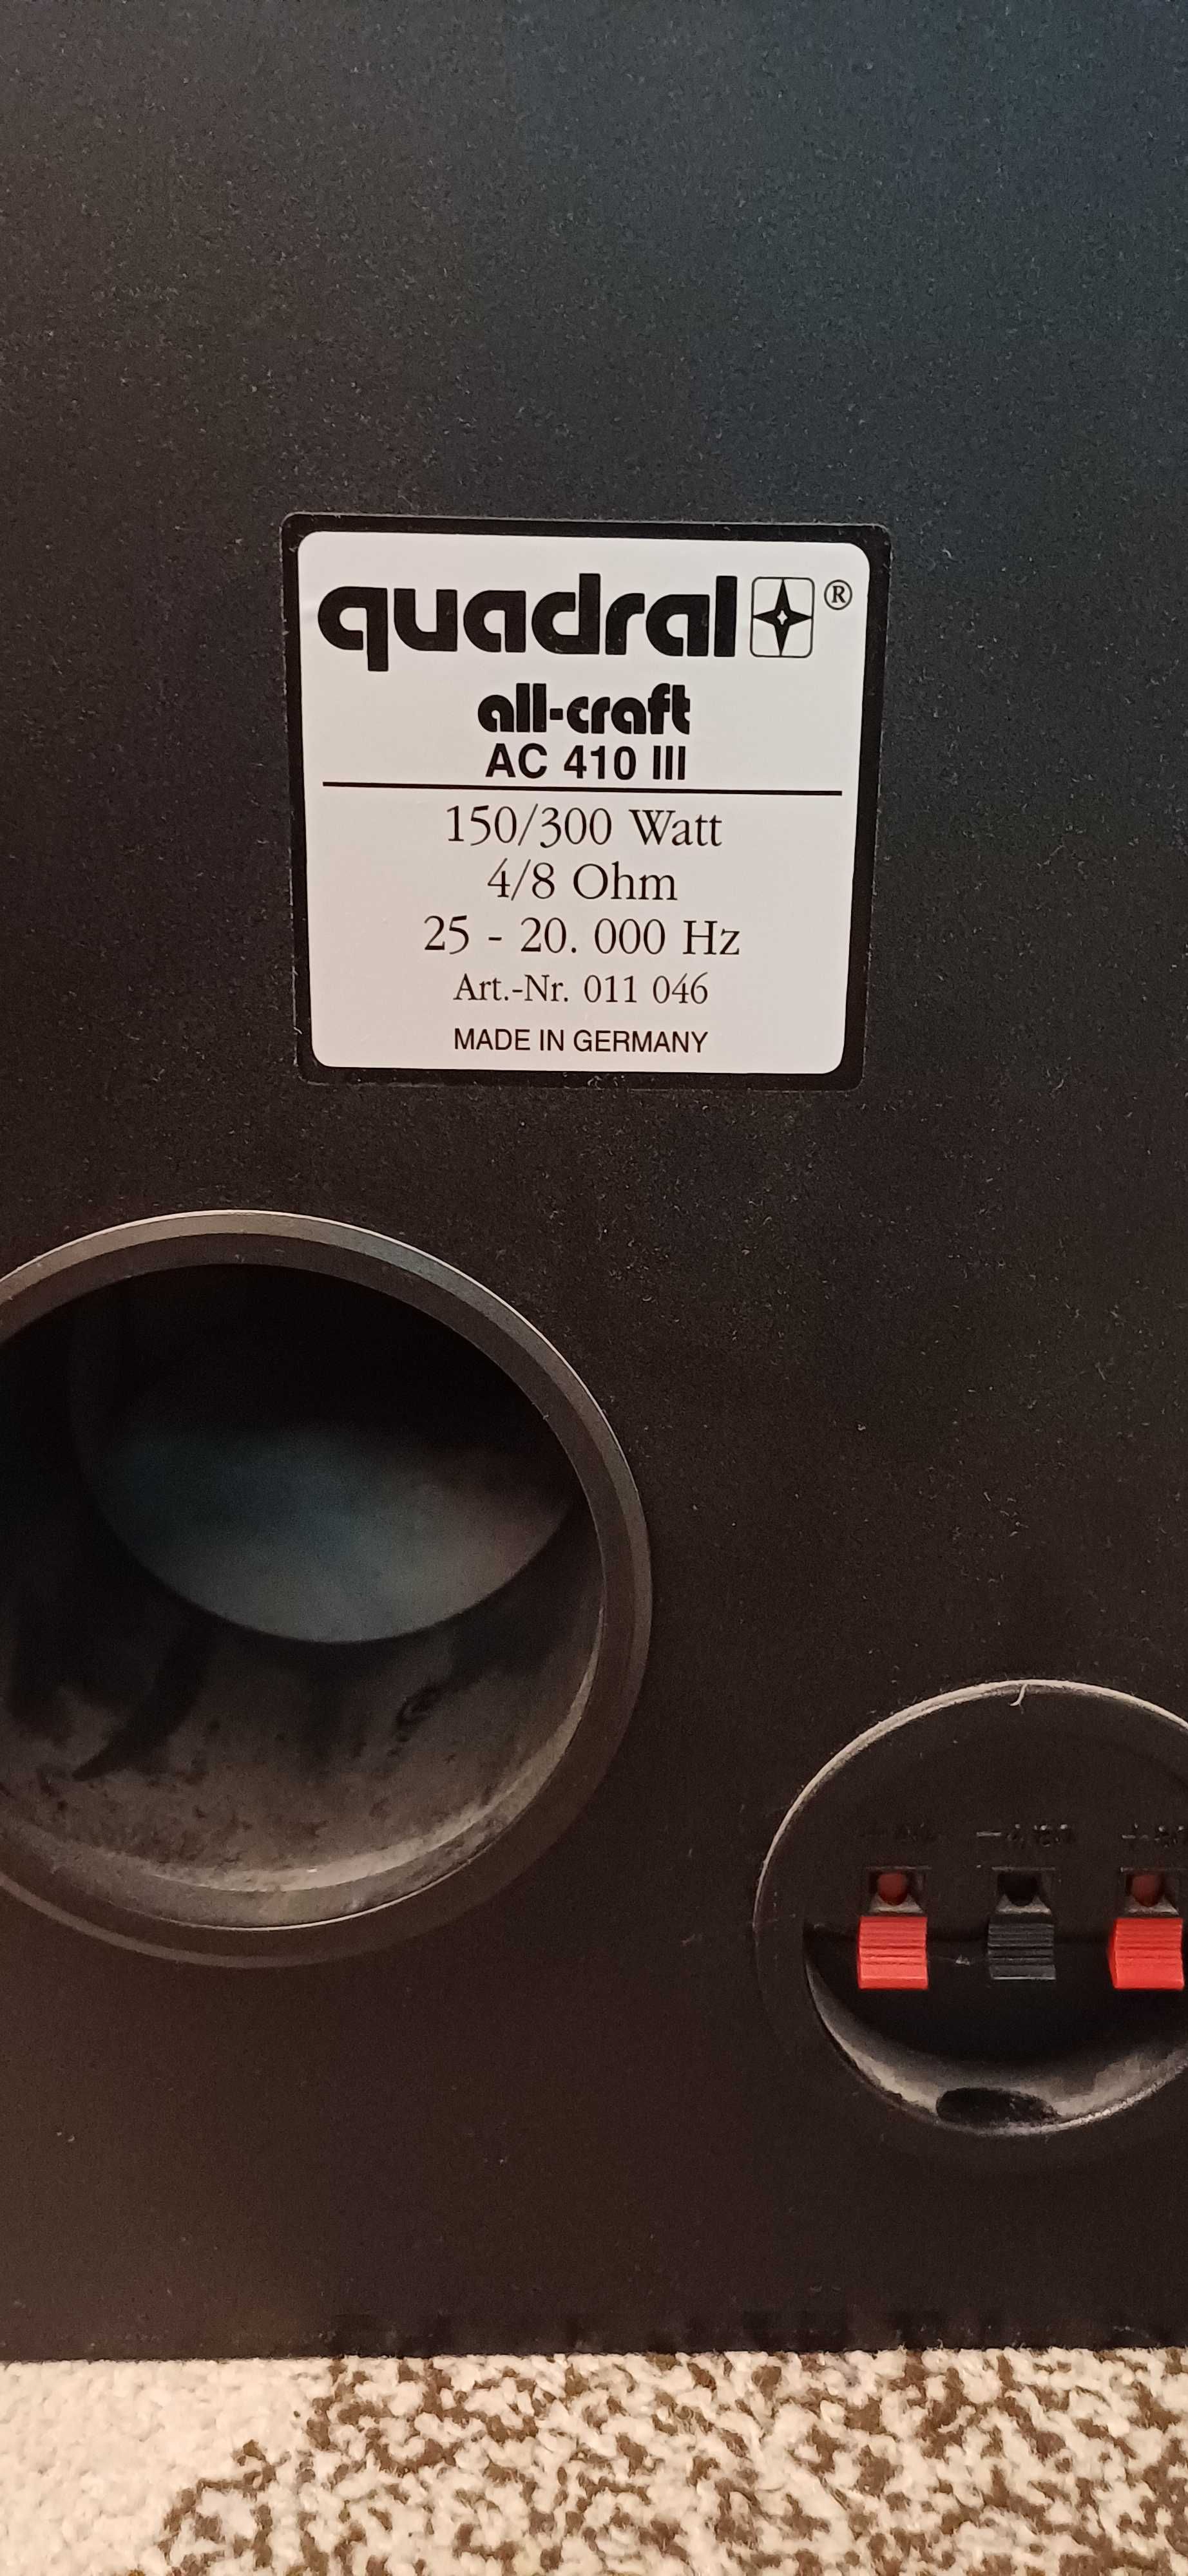 quadral ®
all-craft
AC 410 III
150/300 Watt
4/8 Ohm
25 - 20. 000 Hz
Art.-Nr. 011 046
MADE IN GERMANY